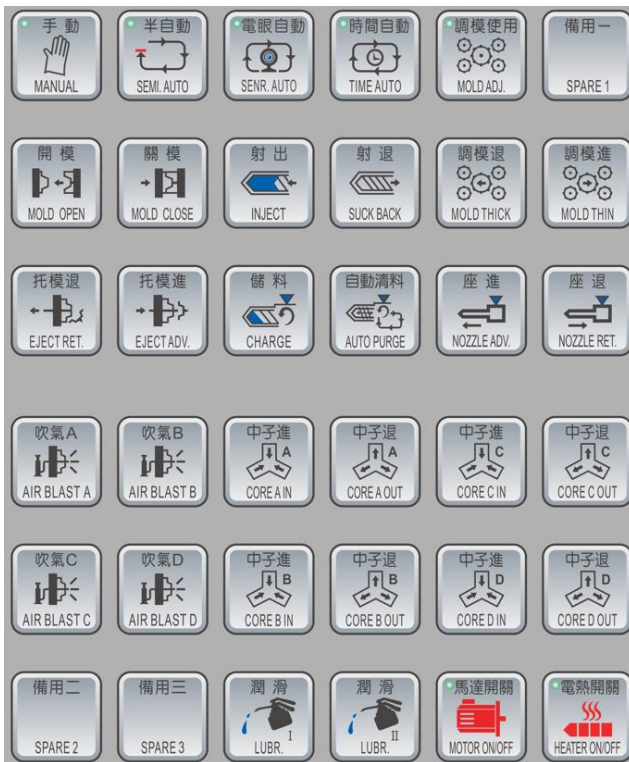 手動
MANUAL
半自動
SEMI. AUTO
電眼自動
SENR. AUTO
時間自動
TIME AUTO
調模使用
MOLD ADJ.
備用一
SPARE 1
開模
MOLD OPEN
關模
MOLD CLOSE
射出
INJECT
射退
SUCK BACK
調模退
MOLD THICK
調模進
MOLD THIN
托模退
EJECT RET.
托模進
EJECT ADV.
儲料
CHARGE
自動清料
AUTO PURGE
座進
NOZZLE ADV.
座退
NOZZLE RET.
吹氣A
AIR BLAST A
吹氣B
AIR BLAST B
中子進
A
CORE A IN
中子退
A
CORE A OUT
中子進
C
CORE C IN
中子退
C
CORE C OUT
吹氣C
AIR BLAST C
吹氣D
AIR BLAST D
中子進
B
CORE B IN
中子退
B
CORE B OUT
中子進
D
CORE D IN
中子退
D
CORE D OUT
備用二
SPARE 2
備用三
SPARE 3
潤滑
I
LUBR.
潤滑
II
LUBR.
馬達開關
MOTOR ON/OFF
電熱開關
HEATER ON/OFF